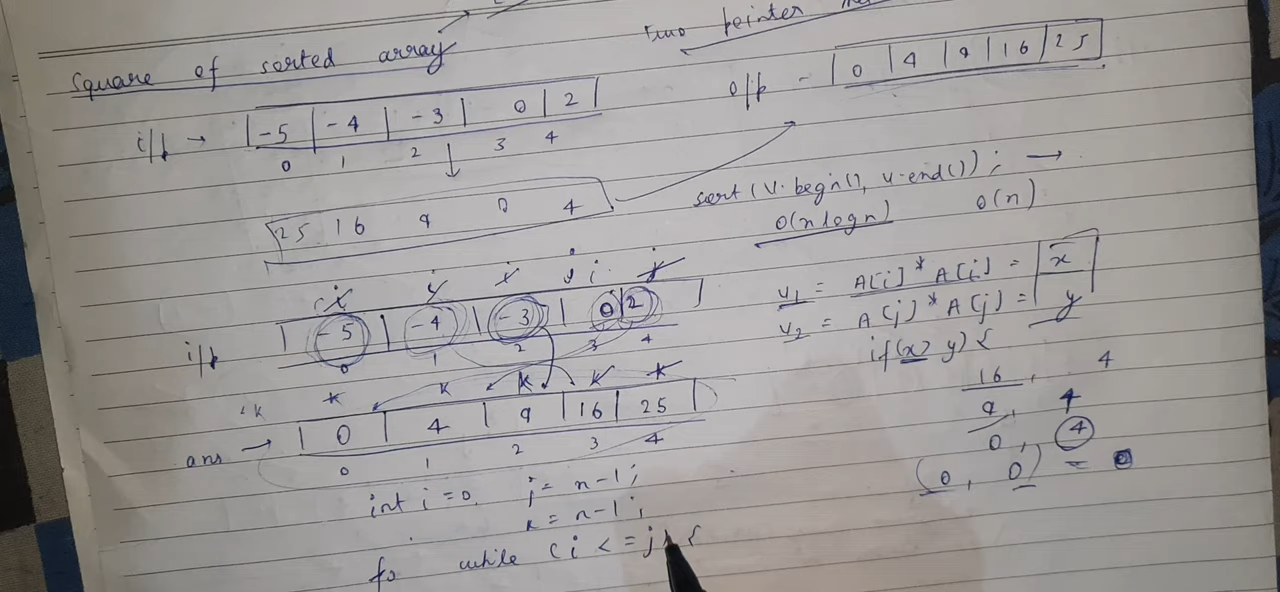 Two pointer
Square of sorted array
i/p → -5 -4 -3 0 2
0 1 2 3 4
o/p - 0 4 9 16 25
25 16 9 0 4
sort(v.begin(), v.end()); →
O(n log n) O(n)
i i i j i j
i/p -5 -4 -3 0 2
0 1 2 3 4
k k k k k k
ans → 0 4 9 16 25
0 1 2 3 4
v1 = A[i] * A[i] = x
v2 = A[j] * A[j] = y
if(x > y) {
16, 4
9, 4
0, 4
(0, 0) = 0
int i = 0, j = n-1;
k = n-1;
fo while (i <= j) {